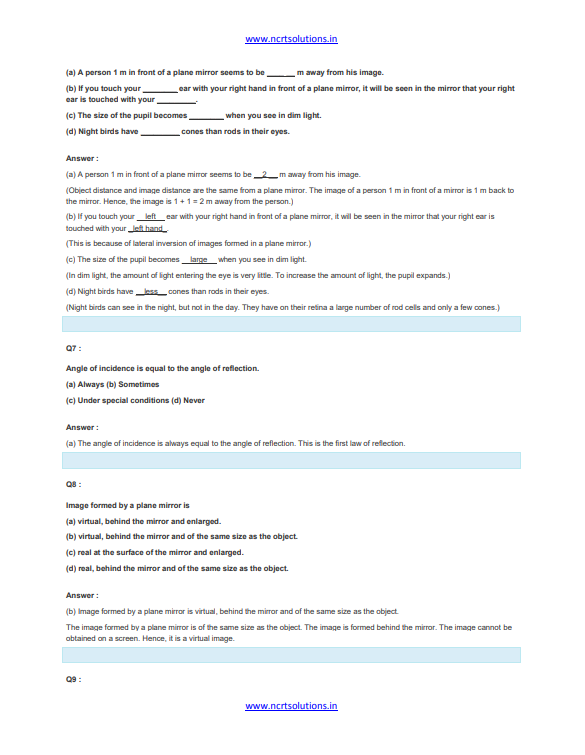 www.ncrtsolutions.in
(a) A person 1 m in front of a plane mirror seems to be ____ __ m away from his image.
(b) If you touch your ________ ear with your right hand in front of a plane mirror, it will be seen in the mirror that your right
ear is touched with your _________.
(c) The size of the pupil becomes ________ when you see in dim light.
(d) Night birds have _________ cones than rods in their eyes.
Answer :
(a) A person 1 m in front of a plane mirror seems to be __2___ m away from his image.
(Object distance and image distance are the same from a plane mirror. The image of a person 1 m in front of a mirror is 1 m back to
the mirror. Hence, the image is 1 + 1 = 2 m away from the person.)
(b) If you touch your __left__ ear with your right hand in front of a plane mirror, it will be seen in the mirror that your right ear is
touched with your _left hand_.
(This is because of lateral inversion of images formed in a plane mirror.)
(c) The size of the pupil becomes __large__ when you see in dim light.
(In dim light, the amount of light entering the eye is very little. To increase the amount of light, the pupil expands.)
(d) Night birds have __less__ cones than rods in their eyes.
(Night birds can see in the night, but not in the day. They have on their retina a large number of rod cells and only a few cones.)
Q7 :
Angle of incidence is equal to the angle of reflection.
(a) Always (b) Sometimes
(c) Under special conditions (d) Never
Answer :
(a) The angle of incidence is always equal to the angle of reflection. This is the first law of reflection.
Q8 :
Image formed by a plane mirror is
(a) virtual, behind the mirror and enlarged.
(b) virtual, behind the mirror and of the same size as the object.
(c) real at the surface of the mirror and enlarged.
(d) real, behind the mirror and of the same size as the object.
Answer :
(b) Image formed by a plane mirror is virtual, behind the mirror and of the same size as the object.
The image formed by a plane mirror is of the same size as the object. The image is formed behind the mirror. The image cannot be
obtained on a screen. Hence, it is a virtual image.
Q9 :
www.ncrtsolutions.in